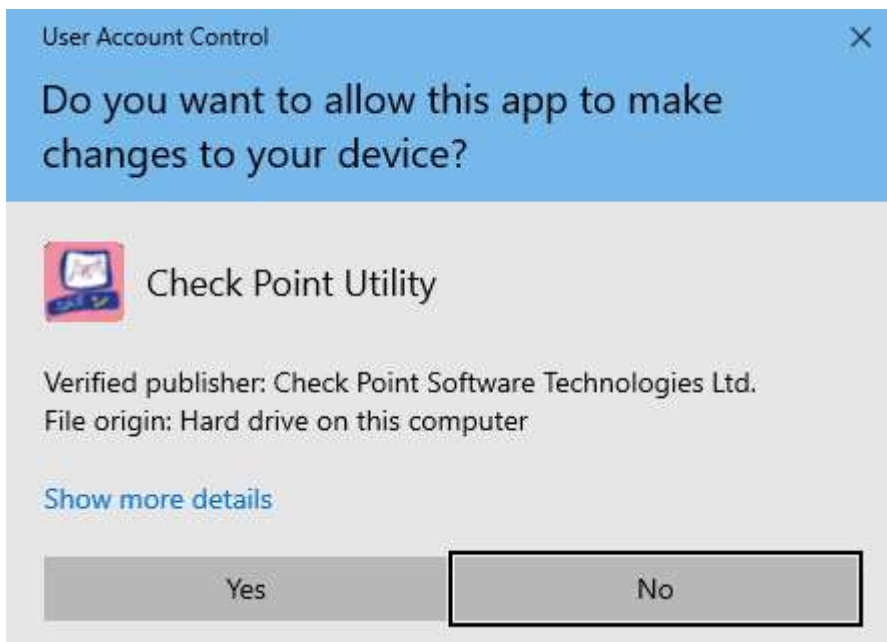 User Account Control
Do you want to allow this app to make
changes to your device?
Check Point Utility
Verified publisher: Check Point Software Technologies Ltd.
File origin: Hard drive on this computer
Show more details
Yes
No